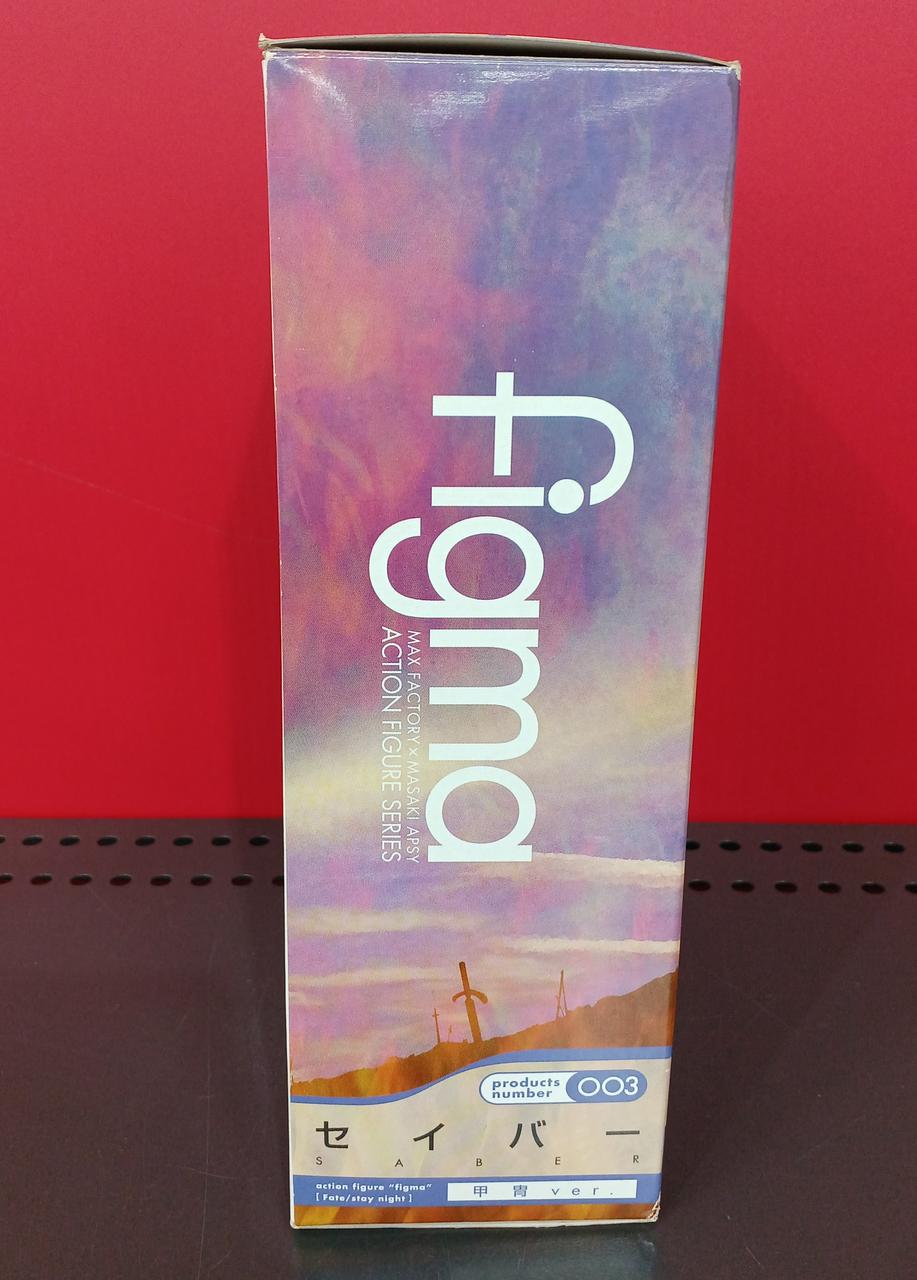 figma
MAX FACTORY×MASAKI APSY
ACTION FIGURE SERIES
products
number 003
セイバー
SABER
action figure "figma"
[Fate/stay night]
甲冑 ver.